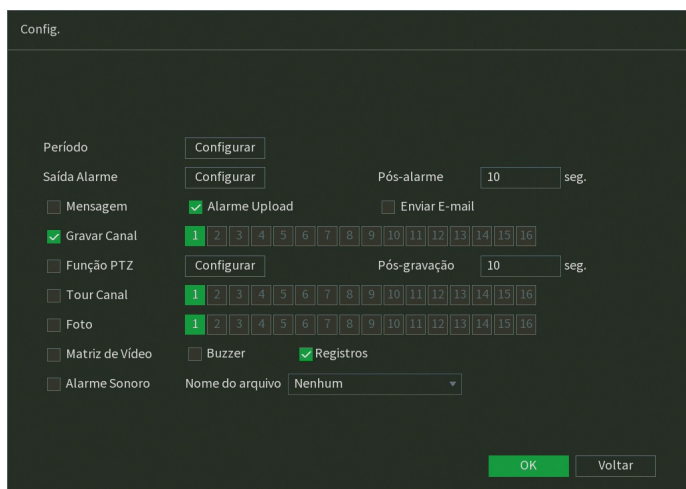 Config.
Período Configurar
Saída Alarme Configurar Pós-alarme 10 seg.
Mensagem Alarme Upload Enviar E-mail
Gravar Canal 1 2 3 4 5 6 7 8 9 10 11 12 13 14 15 16
Função PTZ Configurar Pós-gravação 10 seg.
Tour Canal 1 2 3 4 5 6 7 8 9 10 11 12 13 14 15 16
Foto 1 2 3 4 5 6 7 8 9 10 11 12 13 14 15 16
Matriz de Vídeo Buzzer Registros
Alarme Sonoro Nome do arquivo Nenhum
OK Voltar